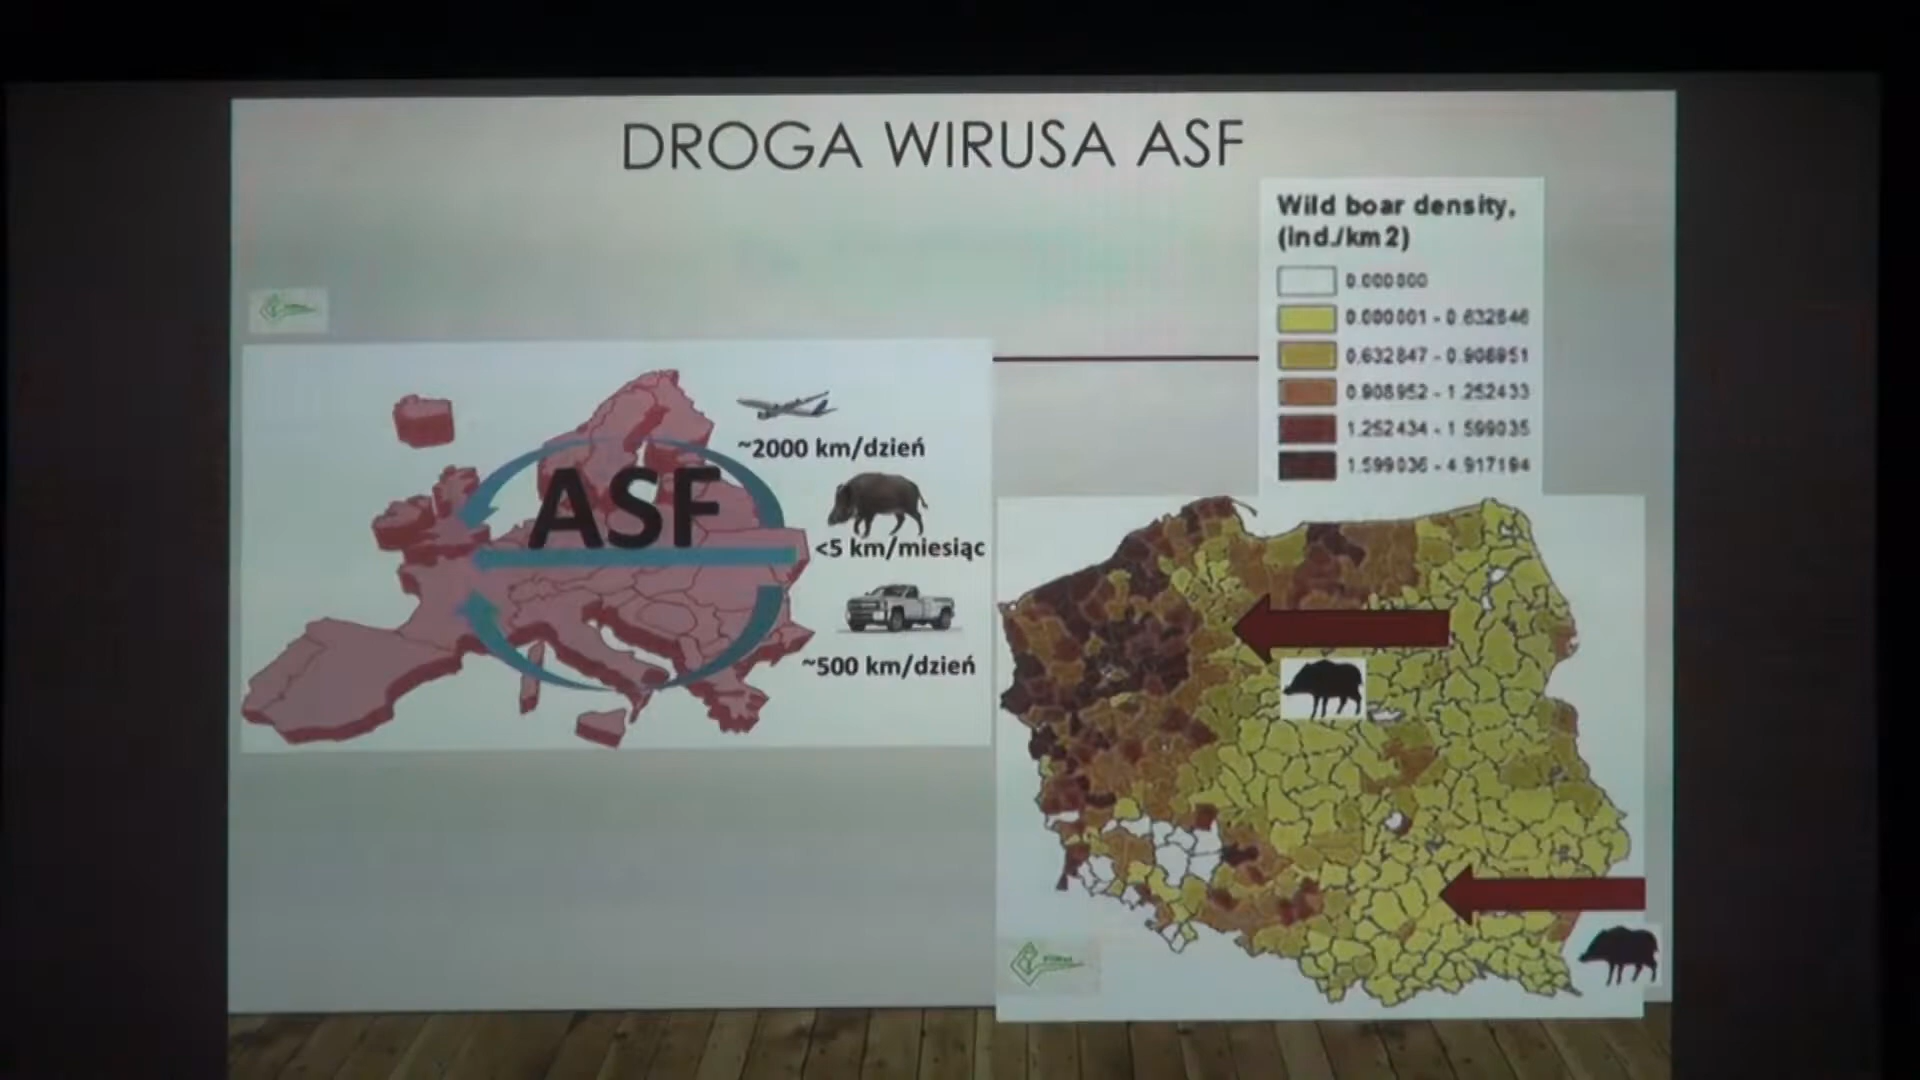 DROGA WIRUSA ASF
Wild boar density,
(ind./km2)
0.000000
0.000001 - 0.632846
0.632847 - 0.908951
0.908952 - 1.252433
1.252434 - 1.599035
1.599036 - 4.917194
ASF
~2000 km/dzień
<5 km/miesiąc
~500 km/dzień